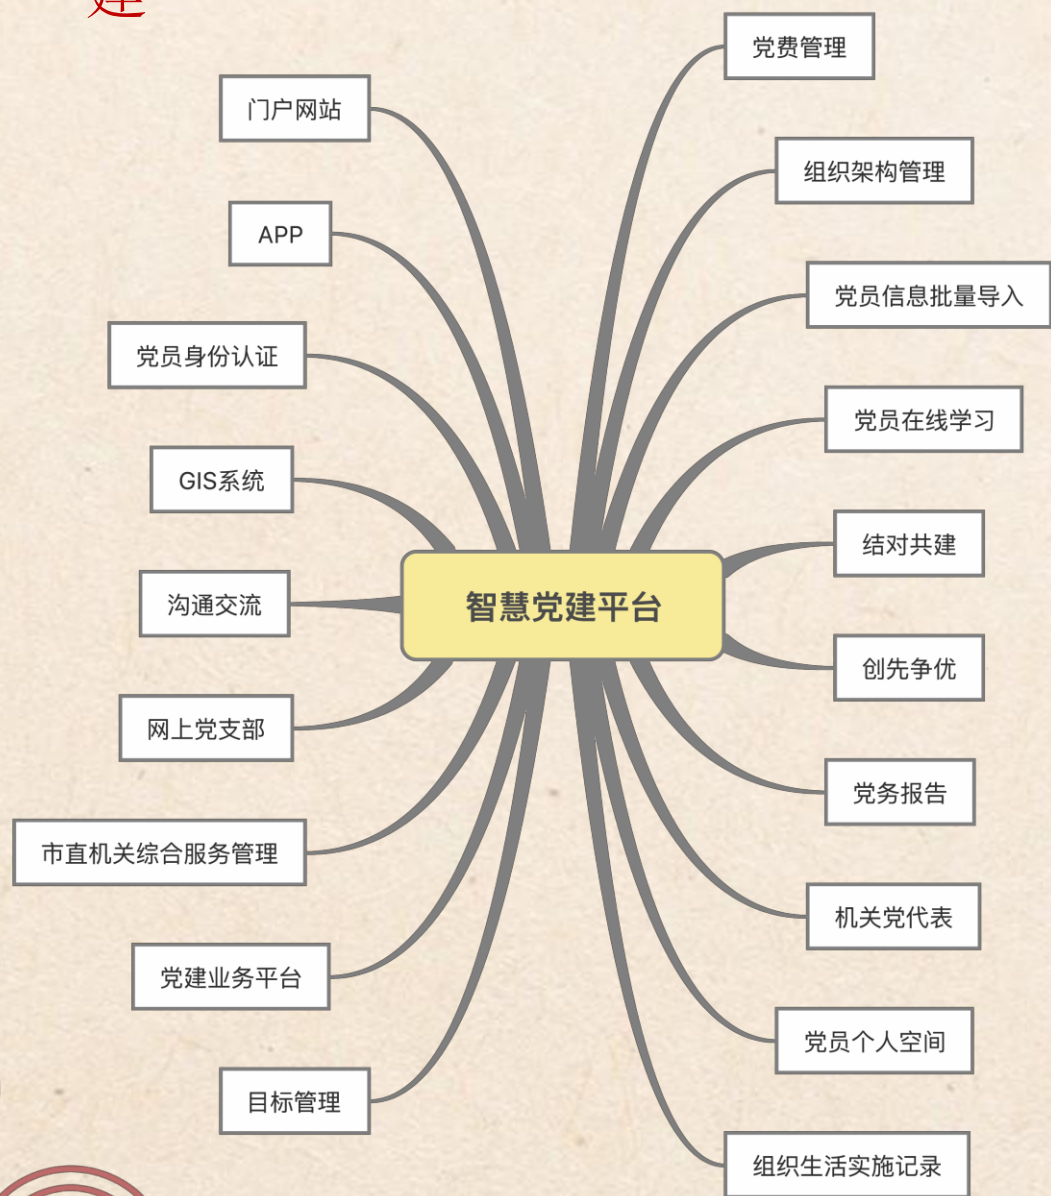 建
党费管理
门户网站
组织架构管理
APP
党员信息批量导入
党员身份认证
党员在线学习
GIS系统
结对共建
沟通交流
智慧党建平台
创先争优
网上党支部
党务报告
市直机关综合服务管理
机关党代表
党建业务平台
党员个人空间
目标管理
组织生活实施记录